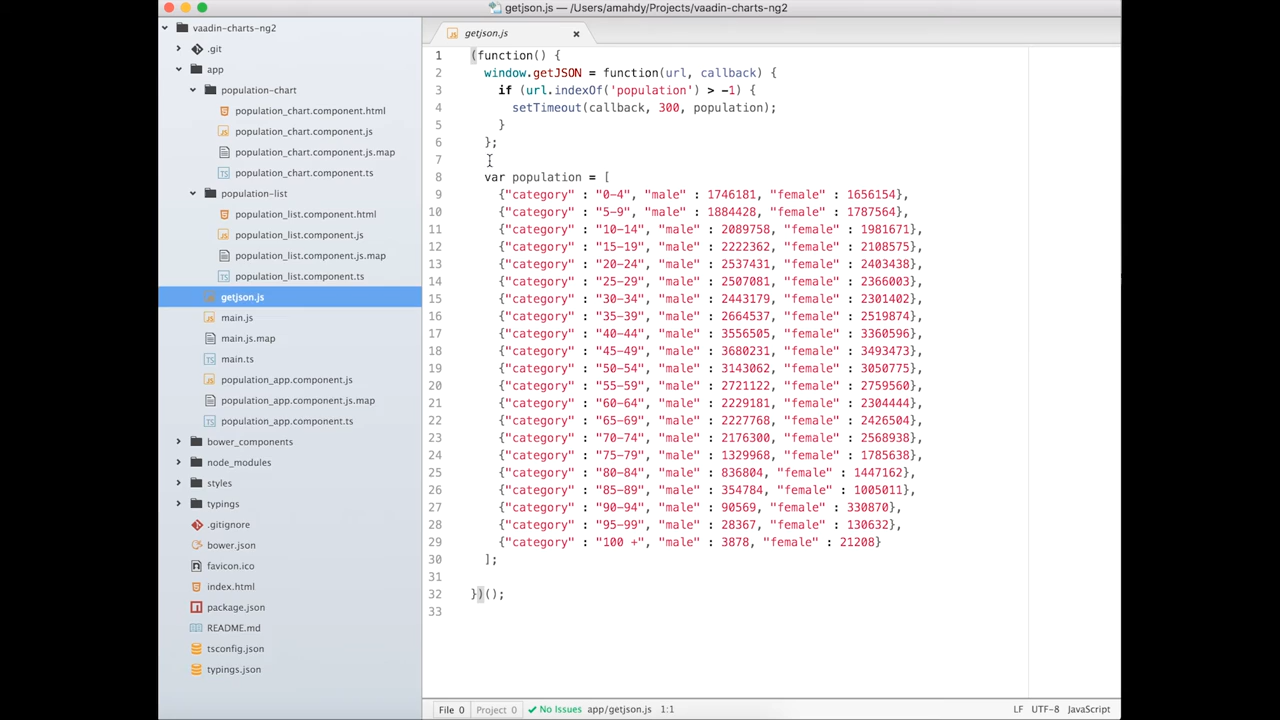 getjson.js — /Users/amahdy/Projects/vaadin-charts-ng2
vaadin-charts-ng2
.git
app
population-chart
population_chart.component.html
population_chart.component.js
population_chart.component.js.map
population_chart.component.ts
population-list
population_list.component.html
population_list.component.js
population_list.component.js.map
population_list.component.ts
getjson.js
main.js
main.js.map
main.ts
population_app.component.js
population_app.component.js.map
population_app.component.ts
bower_components
node_modules
styles
typings
.gitignore
bower.json
favicon.ico
index.html
package.json
README.md
tsconfig.json
typings.json
getjson.js
1 (function() {
2 window.getJSON = function(url, callback) {
3 if (url.indexOf('population') > -1) {
4 setTimeout(callback, 300, population);
5 }
6 };
7
8 var population = [
9 {"category" : "0-4", "male" : 1746181, "female" : 1656154},
10 {"category" : "5-9", "male" : 1884428, "female" : 1787564},
11 {"category" : "10-14", "male" : 2089758, "female" : 1981671},
12 {"category" : "15-19", "male" : 2222362, "female" : 2108575},
13 {"category" : "20-24", "male" : 2537431, "female" : 2403438},
14 {"category" : "25-29", "male" : 2507081, "female" : 2366003},
15 {"category" : "30-34", "male" : 2443179, "female" : 2301402},
16 {"category" : "35-39", "male" : 2664537, "female" : 2519874},
17 {"category" : "40-44", "male" : 3556505, "female" : 3360596},
18 {"category" : "45-49", "male" : 3680231, "female" : 3493473},
19 {"category" : "50-54", "male" : 3143062, "female" : 3050775},
20 {"category" : "55-59", "male" : 2721122, "female" : 2759560},
21 {"category" : "60-64", "male" : 2229181, "female" : 2304444},
22 {"category" : "65-69", "male" : 2227768, "female" : 2426504},
23 {"category" : "70-74", "male" : 2176300, "female" : 2568938},
24 {"category" : "75-79", "male" : 1329968, "female" : 1785638},
25 {"category" : "80-84", "male" : 836804, "female" : 1447162},
26 {"category" : "85-89", "male" : 354784, "female" : 1005011},
27 {"category" : "90-94", "male" : 90569, "female" : 330870},
28 {"category" : "95-99", "male" : 28367, "female" : 130632},
29 {"category" : "100 +", "male" : 3878, "female" : 21208}
30 ];
31
32 })();
33
File 0 Project 0 No Issues app/getjson.js 1:1 LF UTF-8 JavaScript